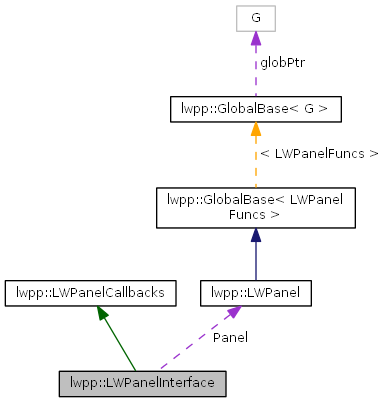 G
globPtr
lwpp::GlobalBase< G >
< LWPanelFuncs >
lwpp::GlobalBase< LWPanel
Funcs >
lwpp::LWPanelCallbacks
lwpp::LWPanel
Panel
lwpp::LWPanelInterface